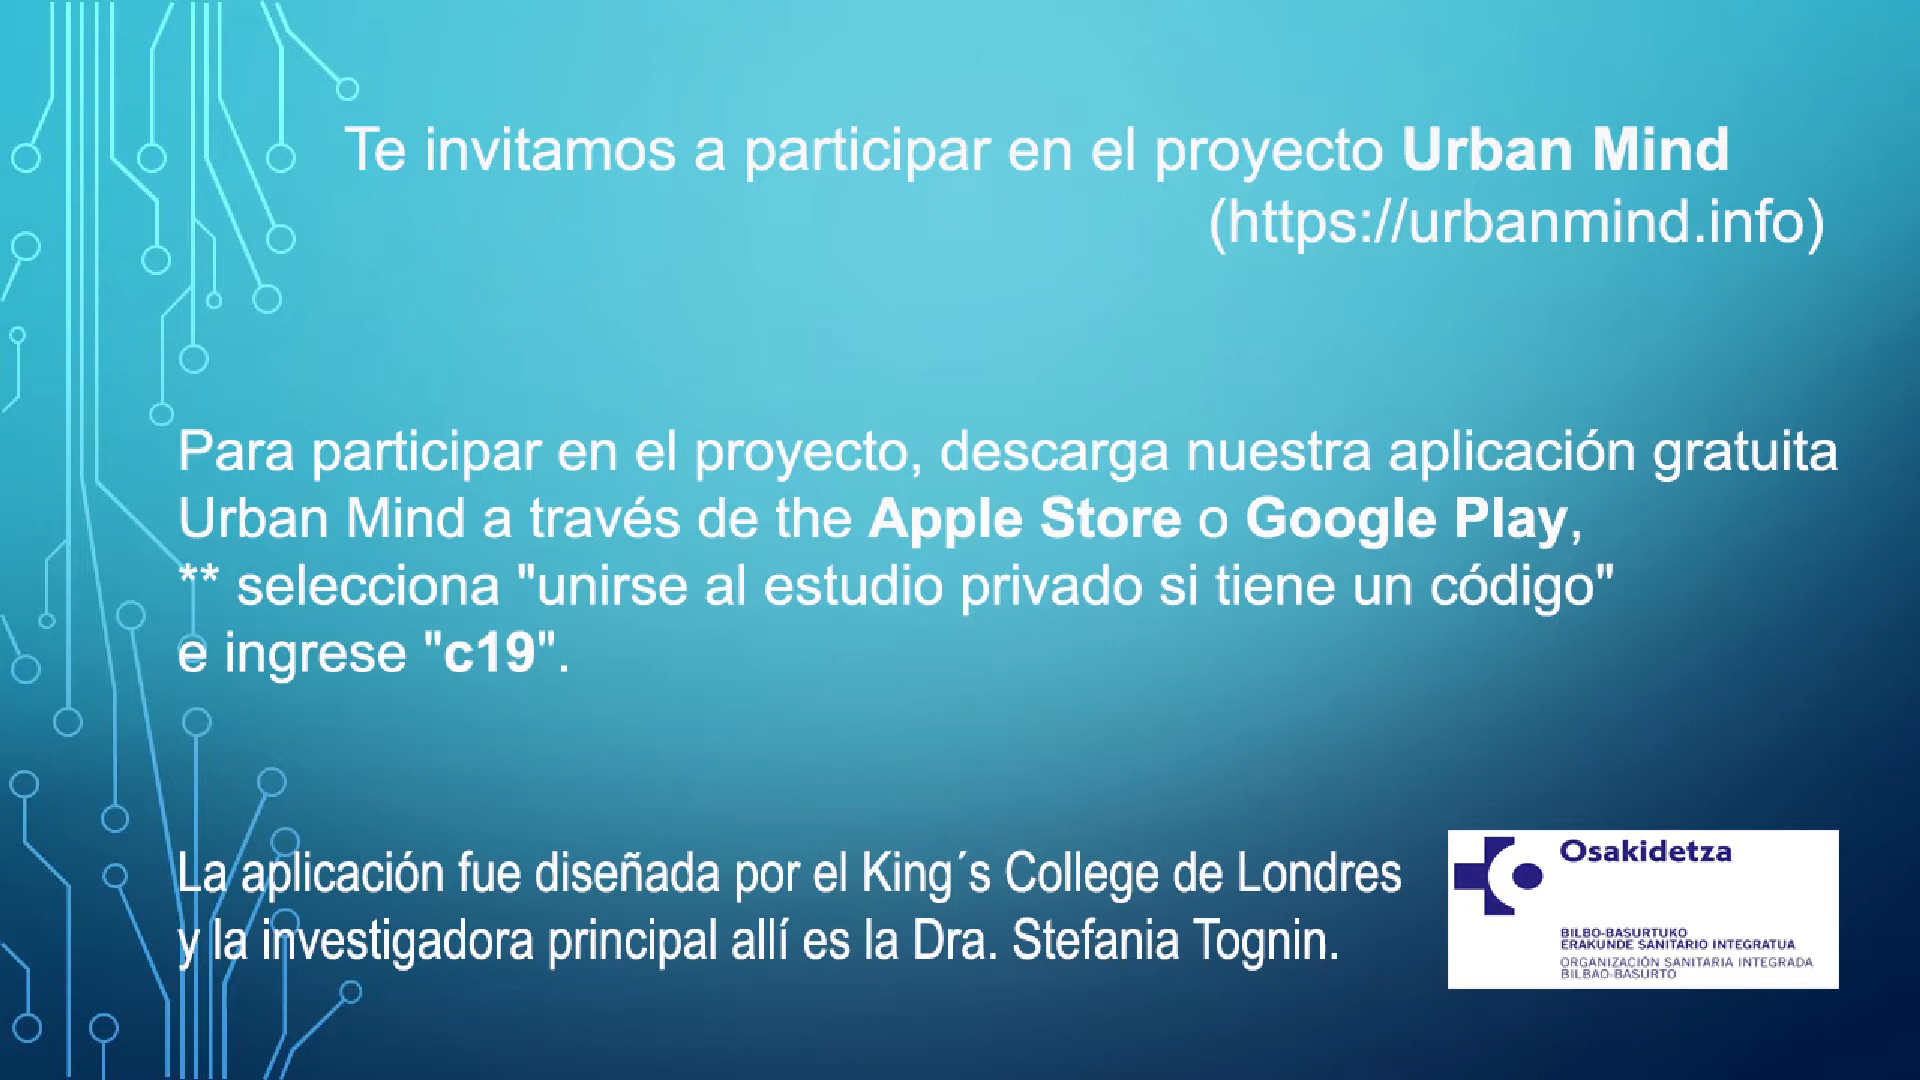 Te invitamos a participar en el proyecto Urban Mind
(https://urbanmind.info)
Para participar en el proyecto, descarga nuestra aplicación gratuita
Urban Mind a través de the Apple Store o Google Play,
** selecciona "unirse al estudio privado si tiene un código"
e ingrese "c19".
La aplicación fue diseñada por el King´s College de Londres
y la investigadora principal allí es la Dra. Stefania Tognin.
Osakidetza
BILBO-BASURTUKO
ERAKUNDE SANITARIO INTEGRATUA
ORGANIZACIÓN SANITARIA INTEGRADA
BILBAO-BASURTO